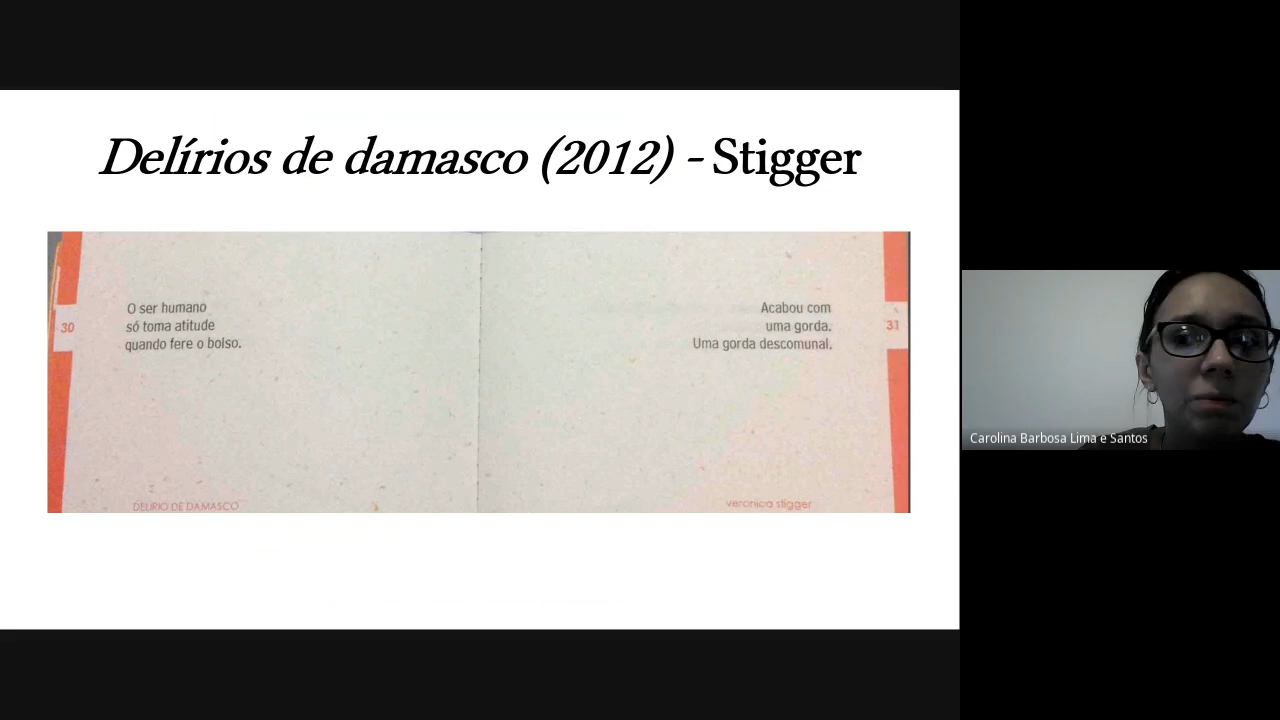 Delírios de damasco (2012) - Stigger
30
O ser humano
só toma atitude
quando fere o bolso.
DELÍRIO DE DAMASCO
Acabou com
uma gorda.
Uma gorda descomunal.
31
veronica stigger
Carolina Barbosa Lima e Santos